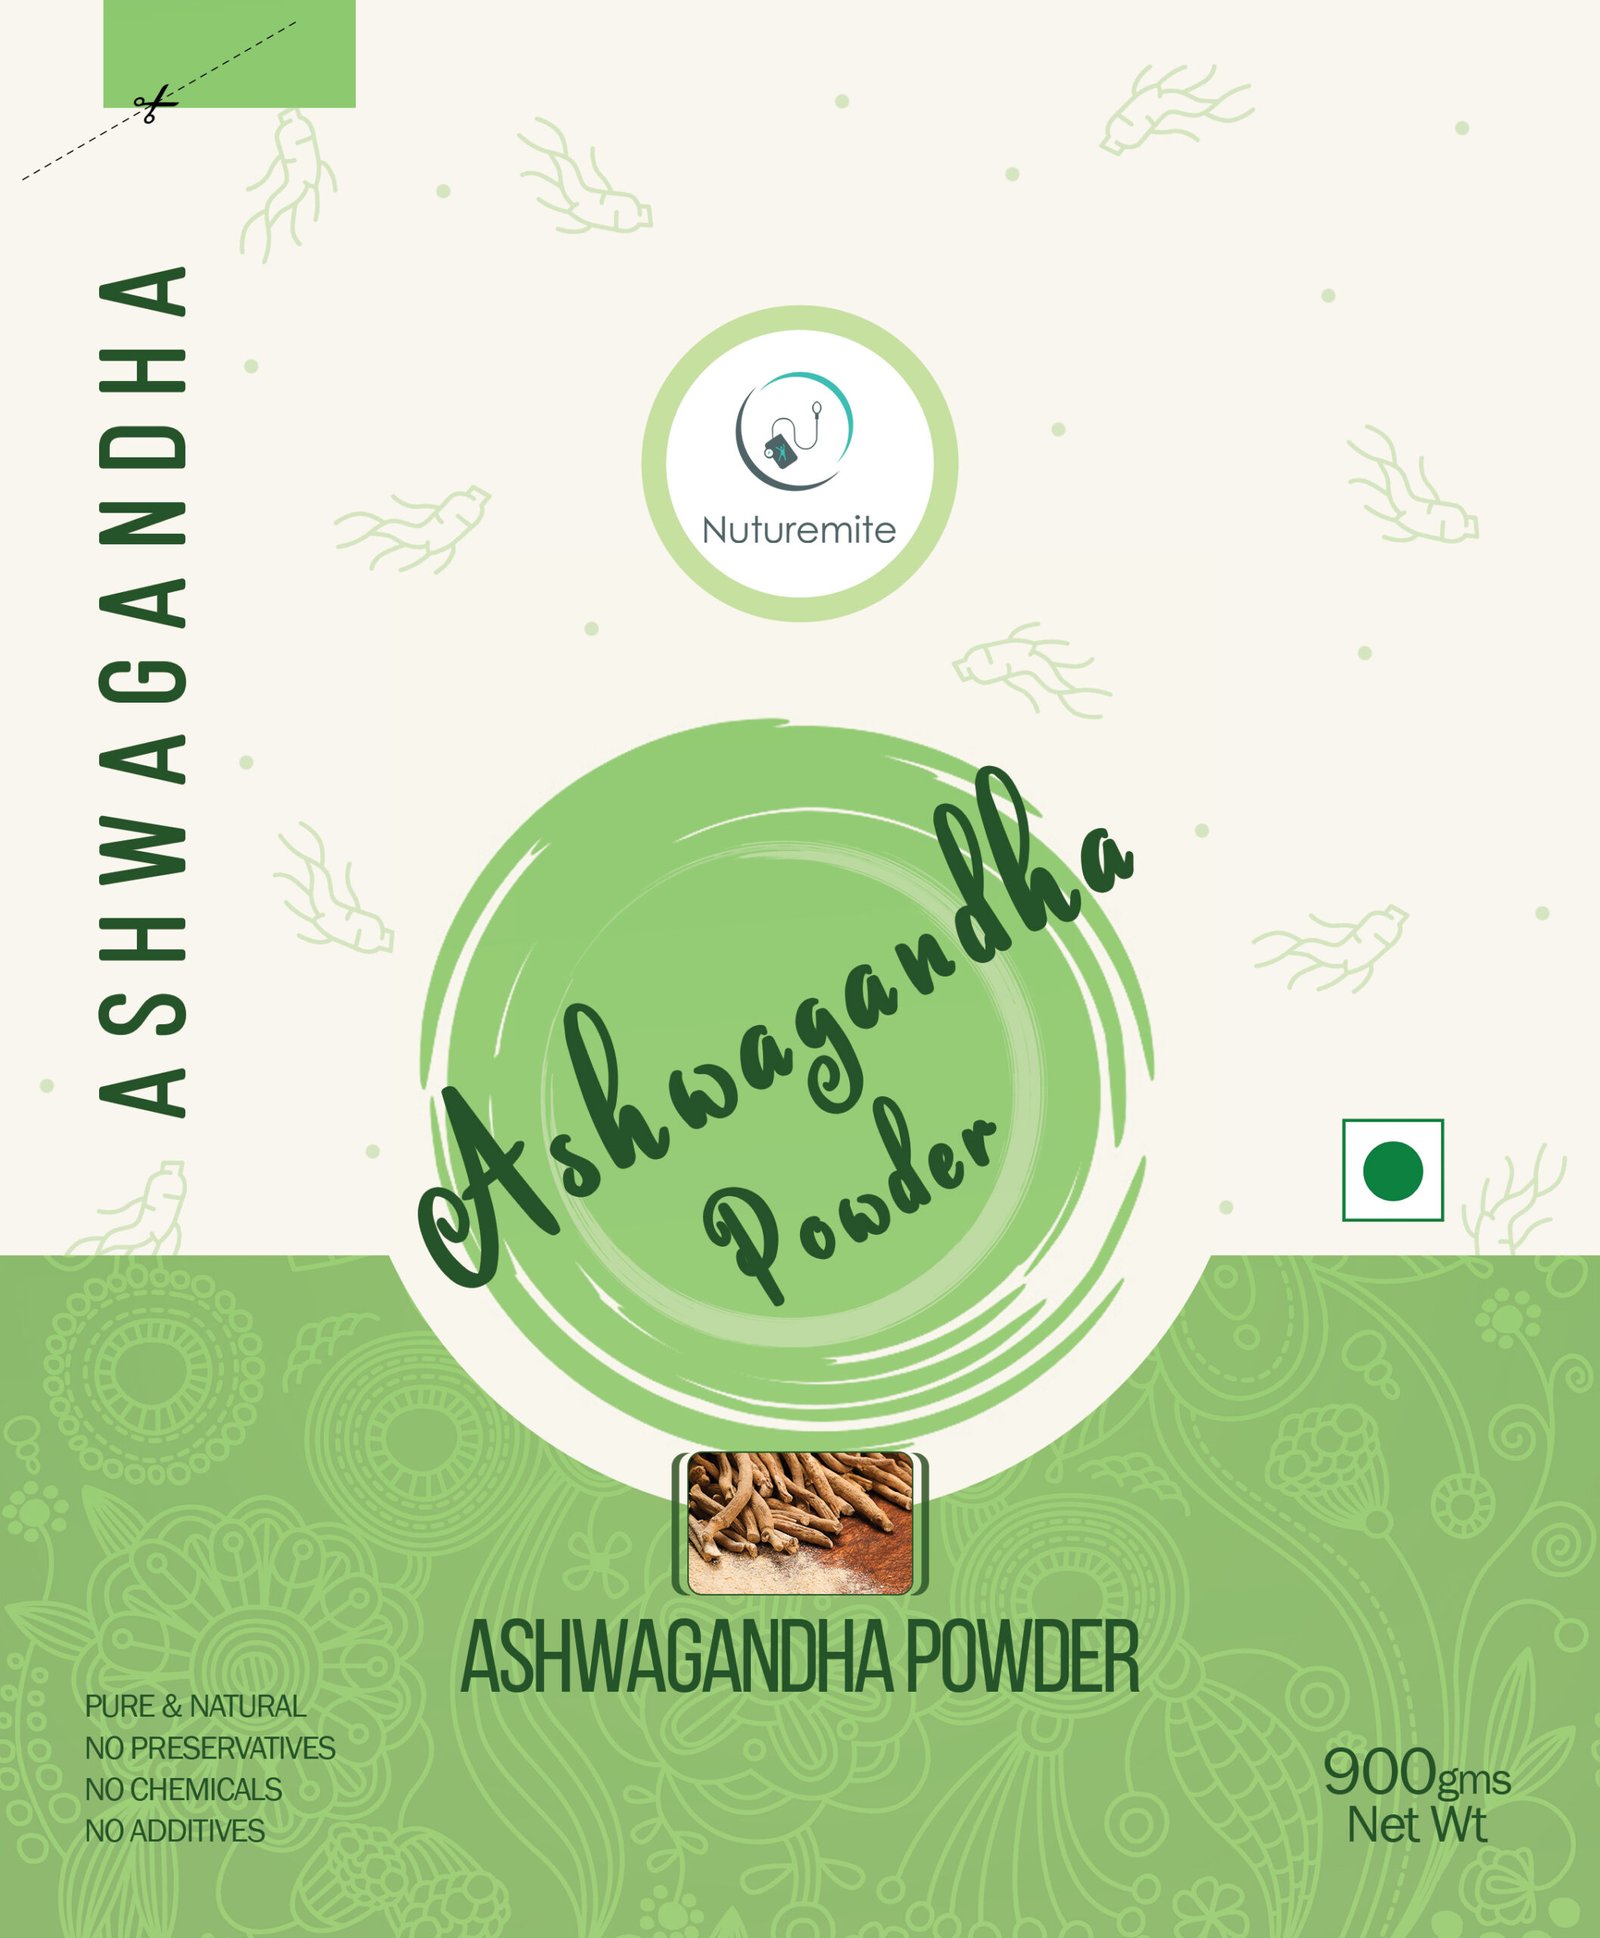 ASHWAGANDHA
Nuturemite
Ashwagandha
Powder
ASHWAGANDHA POWDER
PURE & NATURAL
NO PRESERVATIVES
NO CHEMICALS
NO ADDITIVES
900gms
Net Wt